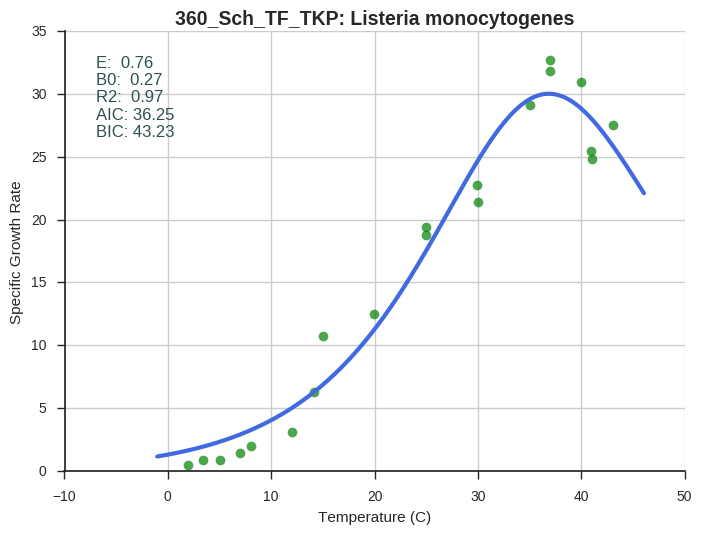 360_Sch_TF_TKP: Listeria monocytogenes
35
30
25
20
15
10
5
0
Specific Growth Rate
E:  0.76
B0:  0.27
R2:  0.97
AIC: 36.25
BIC: 43.23
−10
0
10
20
30
40
50
Temperature (C)